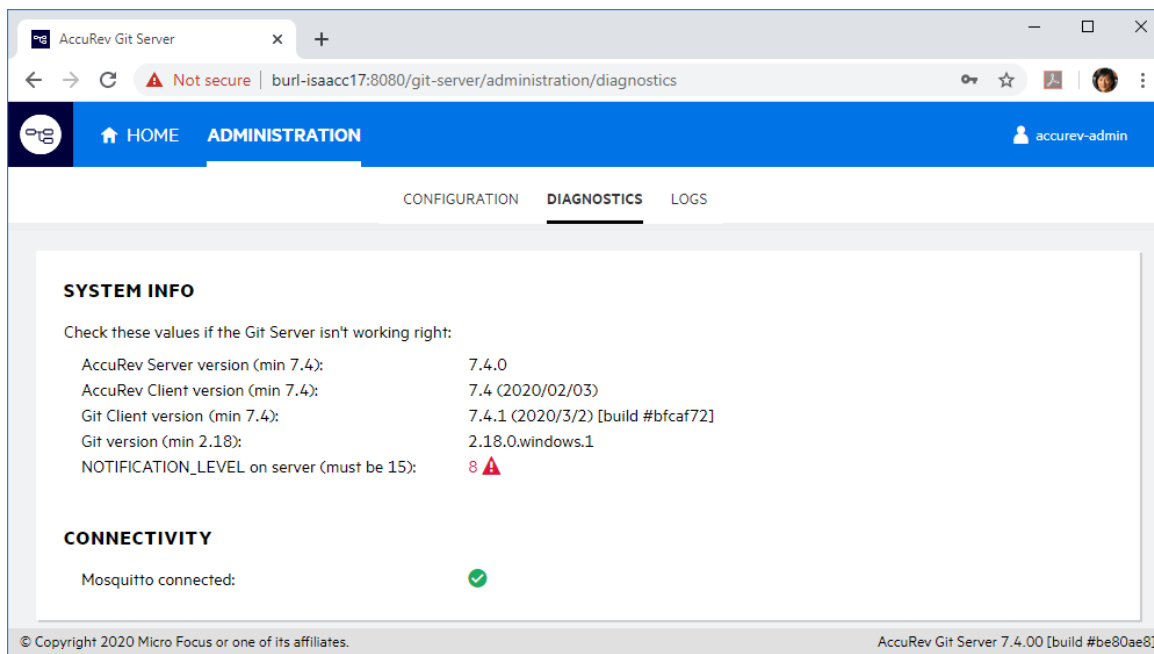 AccuRev Git Server
Not secure | burl-isaacc17:8080/git-server/administration/diagnostics
HOME ADMINISTRATION accurev-admin
CONFIGURATION DIAGNOSTICS LOGS
SYSTEM INFO
Check these values if the Git Server isn't working right:
AccuRev Server version (min 7.4): 7.4.0
AccuRev Client version (min 7.4): 7.4 (2020/02/03)
Git Client version (min 7.4): 7.4.1 (2020/3/2) [build #bfcaf72]
Git version (min 2.18): 2.18.0.windows.1
NOTIFICATION_LEVEL on server (must be 15): 8
CONNECTIVITY
Mosquitto connected:
© Copyright 2020 Micro Focus or one of its affiliates. AccuRev Git Server 7.4.00 [build #be80ae8]